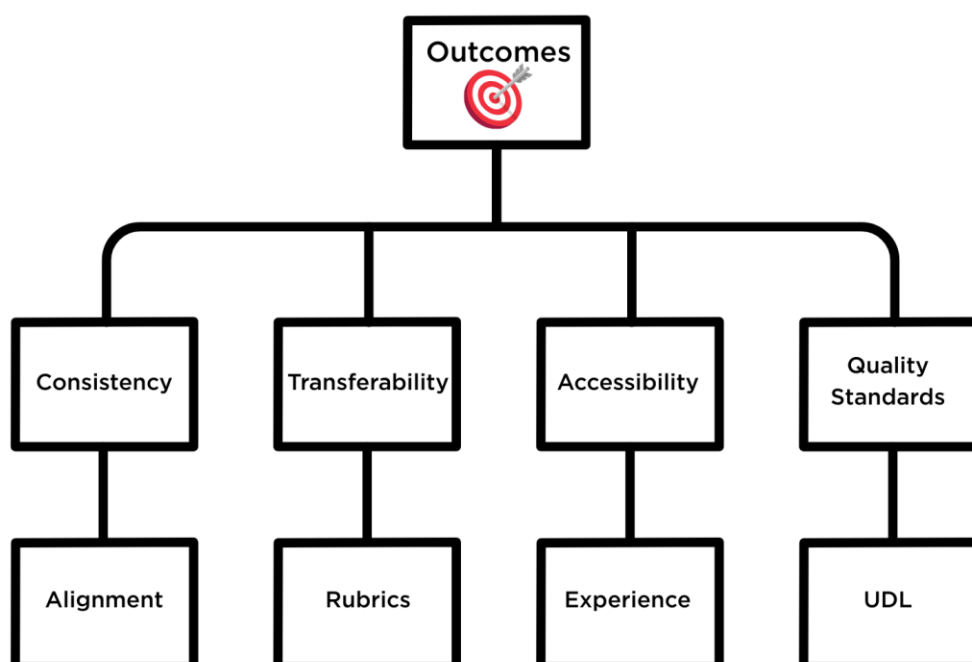 Outcomes
Consistency
Transferability
Accessibility
Quality
Standards
Alignment
Rubrics
Experience
UDL